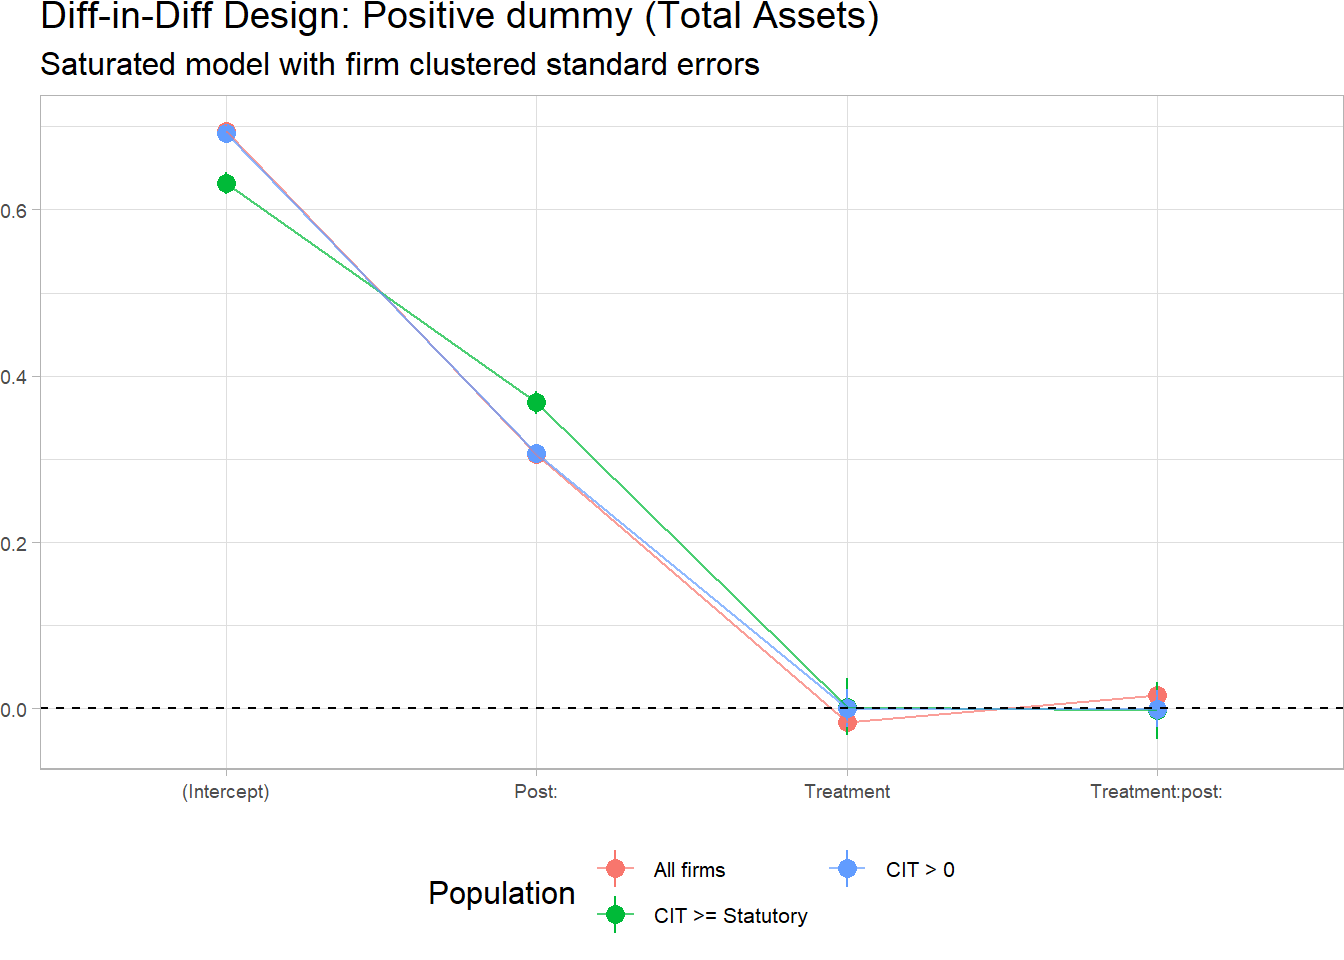 Diff-in-Diff Design: Positive dummy (Total Assets)
Saturated model with firm clustered standard errors
0.6
0.4
0.2
0.0
(Intercept) Post: Treatment Treatment:post:
Population
All firms CIT > 0
CIT >= Statutory